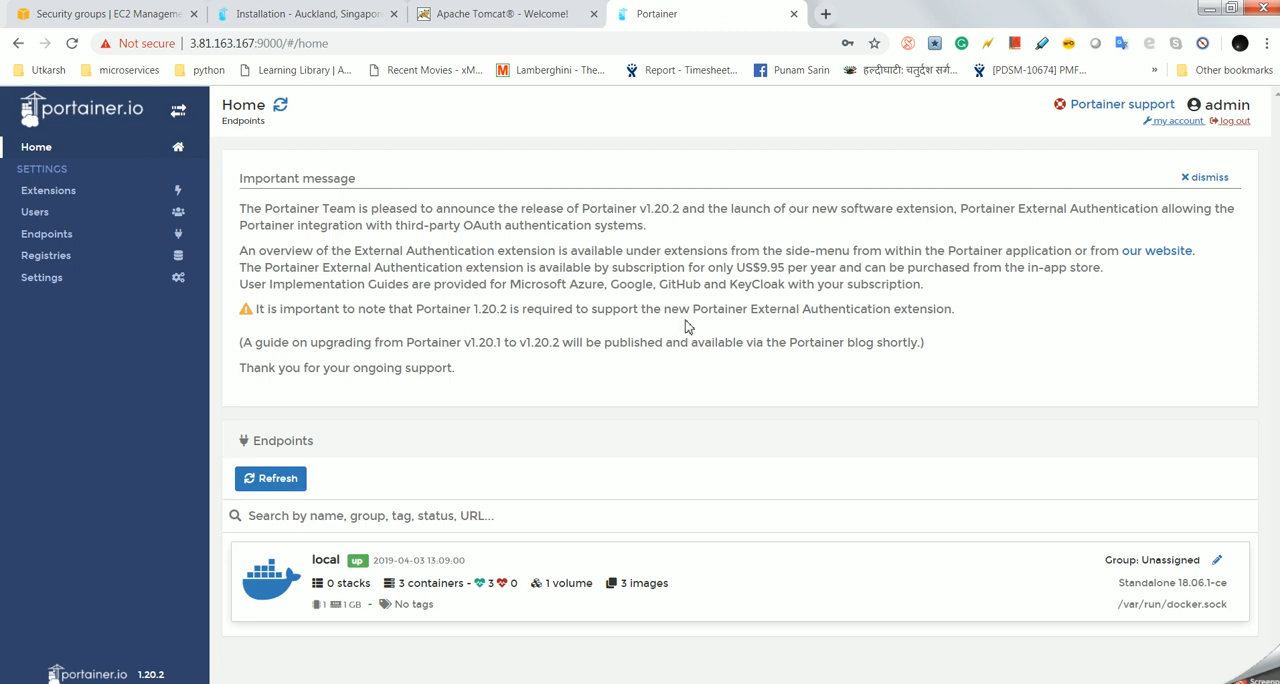 Security groups | EC2 Manageme
Installation - Auckland, Singapor
Apache Tomcat® - Welcome!
Portainer
Not secure | 3.81.163.167:9000/#/home
Utkarsh
microservices
python
Learning Library | A...
Recent Movies - xM...
Lamberghini - The...
Report - Timesheet...
Punam Sarin
हल्दीघाटी: चतुर्दश सर्ग...
[PDSM-10674] PMF...
»
Other bookmarks
portainer.io
Home
SETTINGS
Extensions
Users
Endpoints
Registries
Settings
portainer.io 1.20.2
Home
Endpoints
Portainer support admin
my account log out
Important message
dismiss
The Portainer Team is pleased to announce the release of Portainer v1.20.2 and the launch of our new software extension, Portainer External Authentication allowing the
Portainer integration with third-party OAuth authentication systems.
An overview of the External Authentication extension is available under extensions from the side-menu from within the Portainer application or from our website.
The Portainer External Authentication extension is available by subscription for only US$9.95 per year and can be purchased from the in-app store.
User Implementation Guides are provided for Microsoft Azure, Google, GitHub and KeyCloak with your subscription.
It is important to note that Portainer 1.20.2 is required to support the new Portainer External Authentication extension.
(A guide on upgrading from Portainer v1.20.1 to v1.20.2 will be published and available via the Portainer blog shortly.)
Thank you for your ongoing support.
Endpoints
Refresh
Search by name, group, tag, status, URL...
local up 2019-04-03 13:09:00
Group: Unassigned
0 stacks 3 containers - 3 0 1 volume 3 images
Standalone 18.06.1-ce
1 1 GB - No tags
/var/run/docker.sock